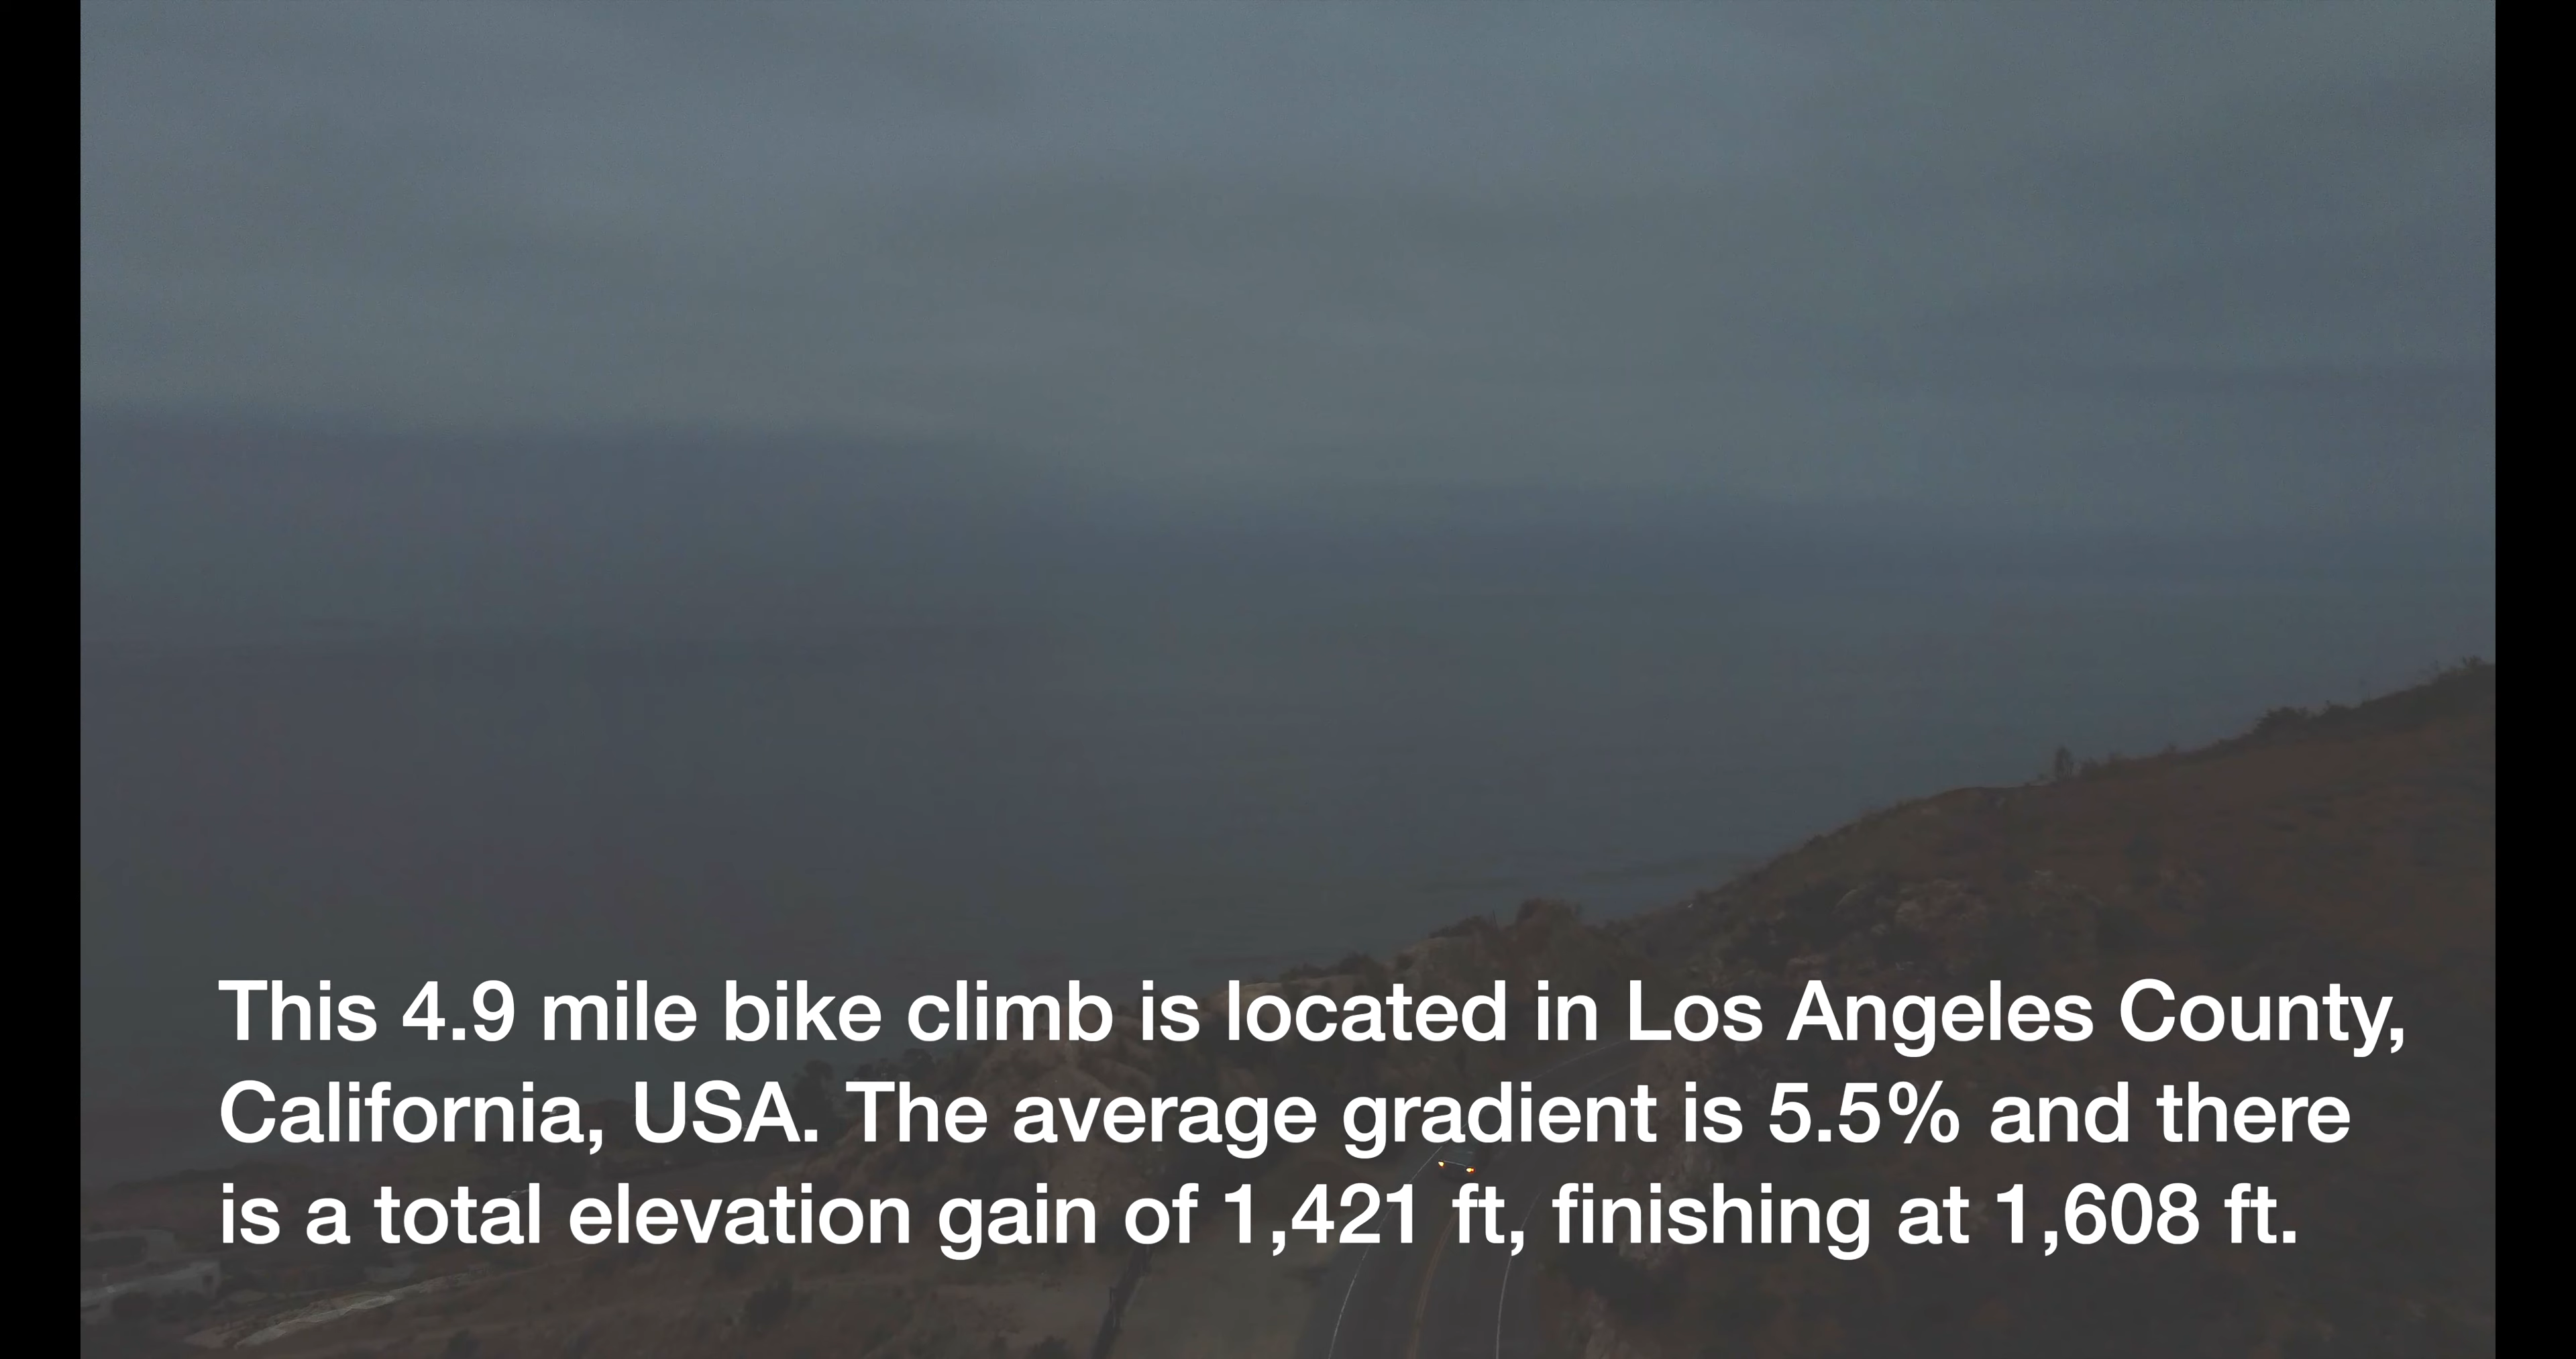 This 4.9 mile bike climb is located in Los Angeles County,
California, USA. The average gradient is 5.5% and there
is a total elevation gain of 1,421 ft, finishing at 1,608 ft.